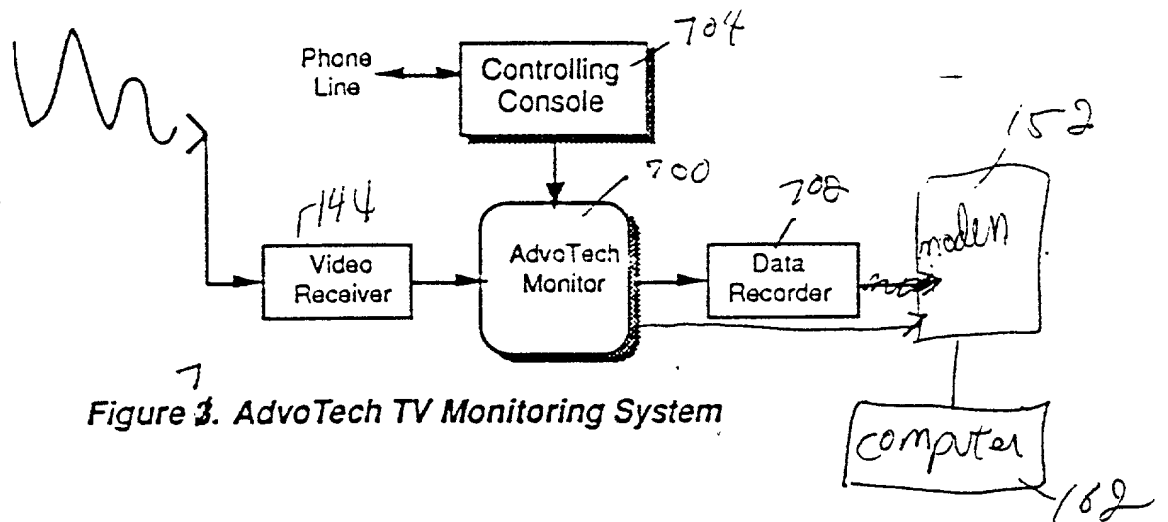 704
Phone
Line
Controlling
Console
152
700
144
702
modem
AdvoTech
Monitor
Video
Receiver
Data
Recorder
7
Figure 3. AdvoTech TV Monitoring System
computer
162